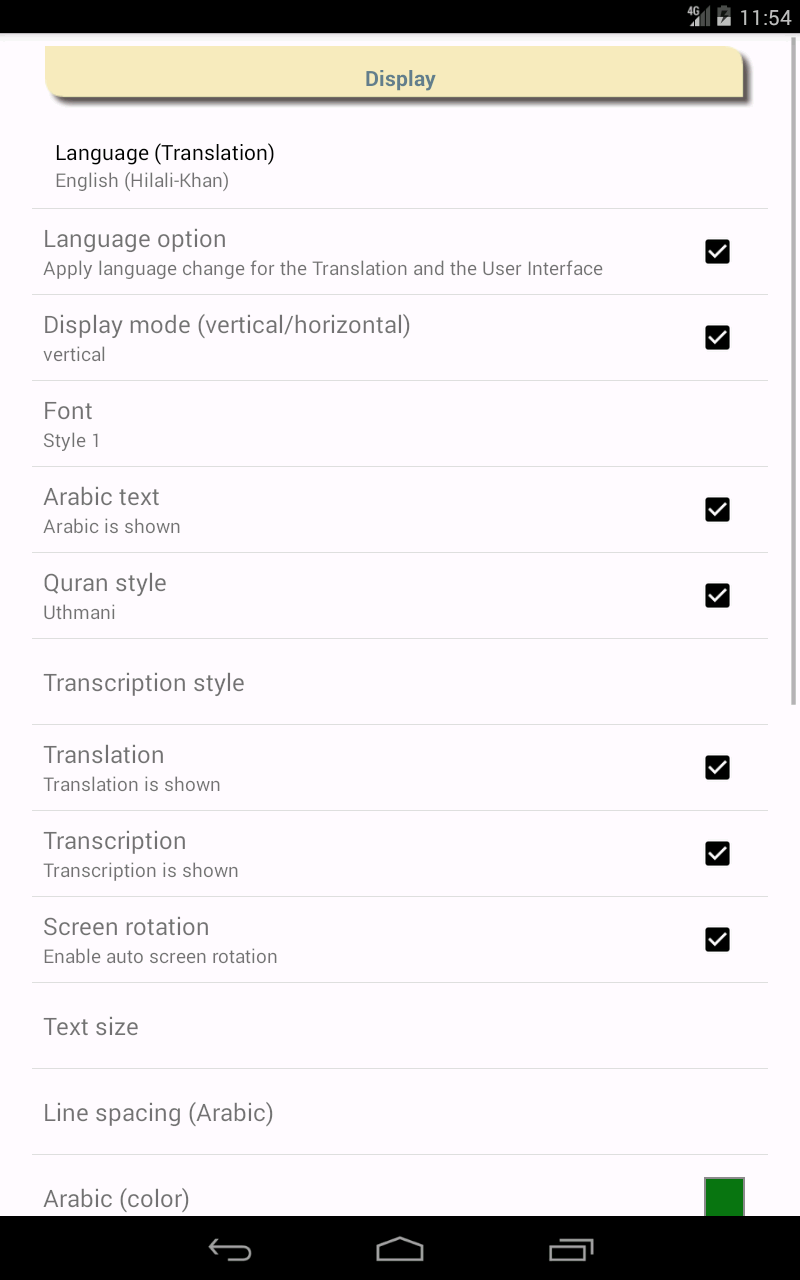 4G 11:54
Display
Language (Translation)
English (Hilali-Khan)
Language option
Apply language change for the Translation and the User Interface
Display mode (vertical/horizontal)
vertical
Font
Style 1
Arabic text
Arabic is shown
Quran style
Uthmani
Transcription style
Translation
Translation is shown
Transcription
Transcription is shown
Screen rotation
Enable auto screen rotation
Text size
Line spacing (Arabic)
Arabic (color)